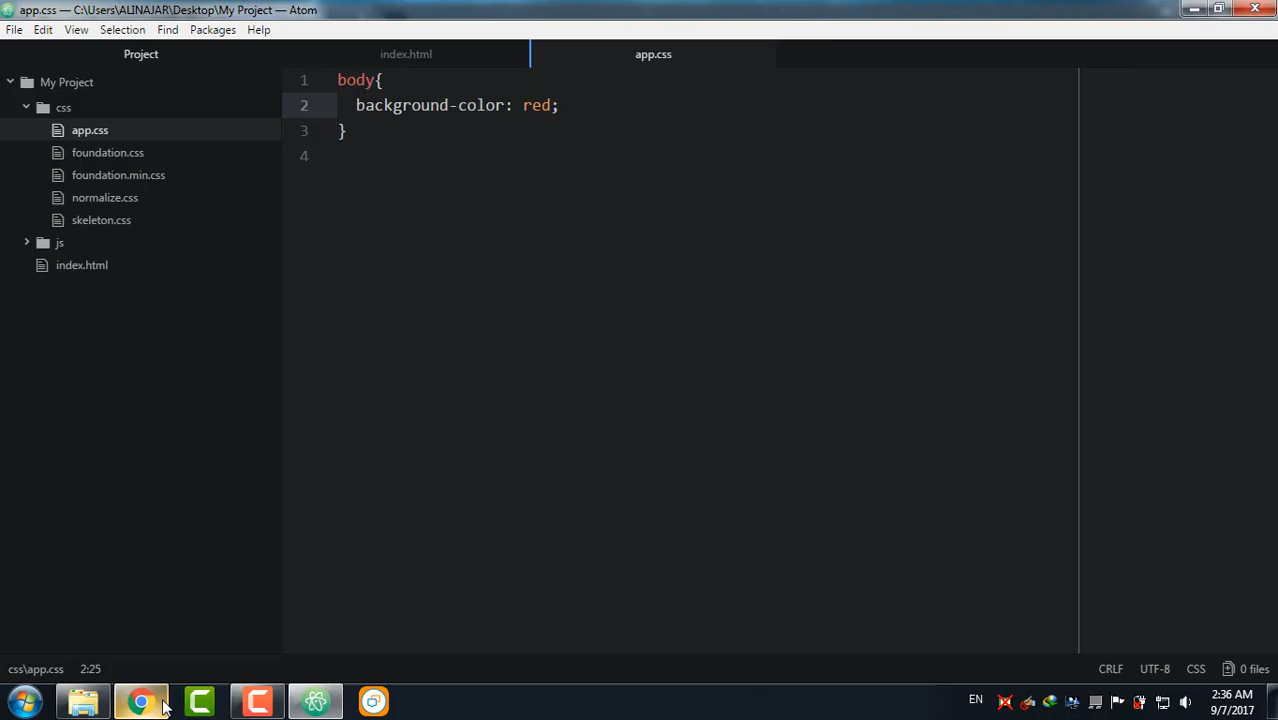 app.css — C:\Users\ALINAJAR\Desktop\My Project — Atom
File Edit View Selection Find Packages Help
Project
index.html
app.css
My Project
css
app.css
foundation.css
foundation.min.css
normalize.css
skeleton.css
js
index.html
1 body{
2 background-color: red;
3 }
4
css\app.css 2:25
CRLF UTF-8 CSS 0 files
EN
2:36 AM
9/7/2017